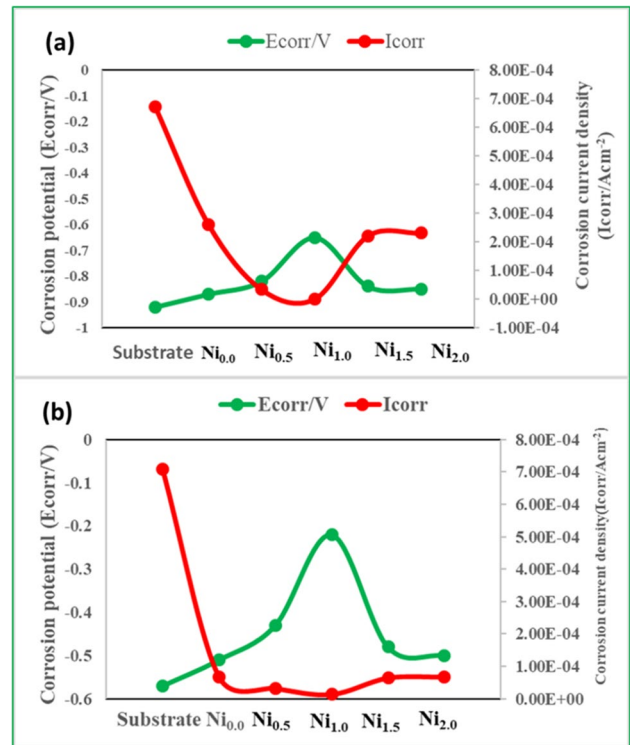 (a)
Ecorr/V Icorr
Corrosion potential (Ecorr/V)
0
-0.1
-0.2
-0.3
-0.4
-0.5
-0.6
-0.7
-0.8
-0.9
-1
8.00E-04
7.00E-04
6.00E-04
5.00E-04
4.00E-04
3.00E-04
2.00E-04
1.00E-04
0.00E+00
-1.00E-04
Corrosion current density
(Icorr/Acm⁻²)
Substrate Ni₀.₀ Ni₀.₅ Ni₁.₀ Ni₁.₅ Ni₂.₀
(b)
Ecorr/V Icorr
Corrosion potential (Ecorr/V)
0
-0.1
-0.2
-0.3
-0.4
-0.5
-0.6
8.00E-04
7.00E-04
6.00E-04
5.00E-04
4.00E-04
3.00E-04
2.00E-04
1.00E-04
0.00E+00
Corrosion current density(Icorr/Acm⁻²)
Substrate Ni₀.₀ Ni₀.₅ Ni₁.₀ Ni₁.₅ Ni₂.₀